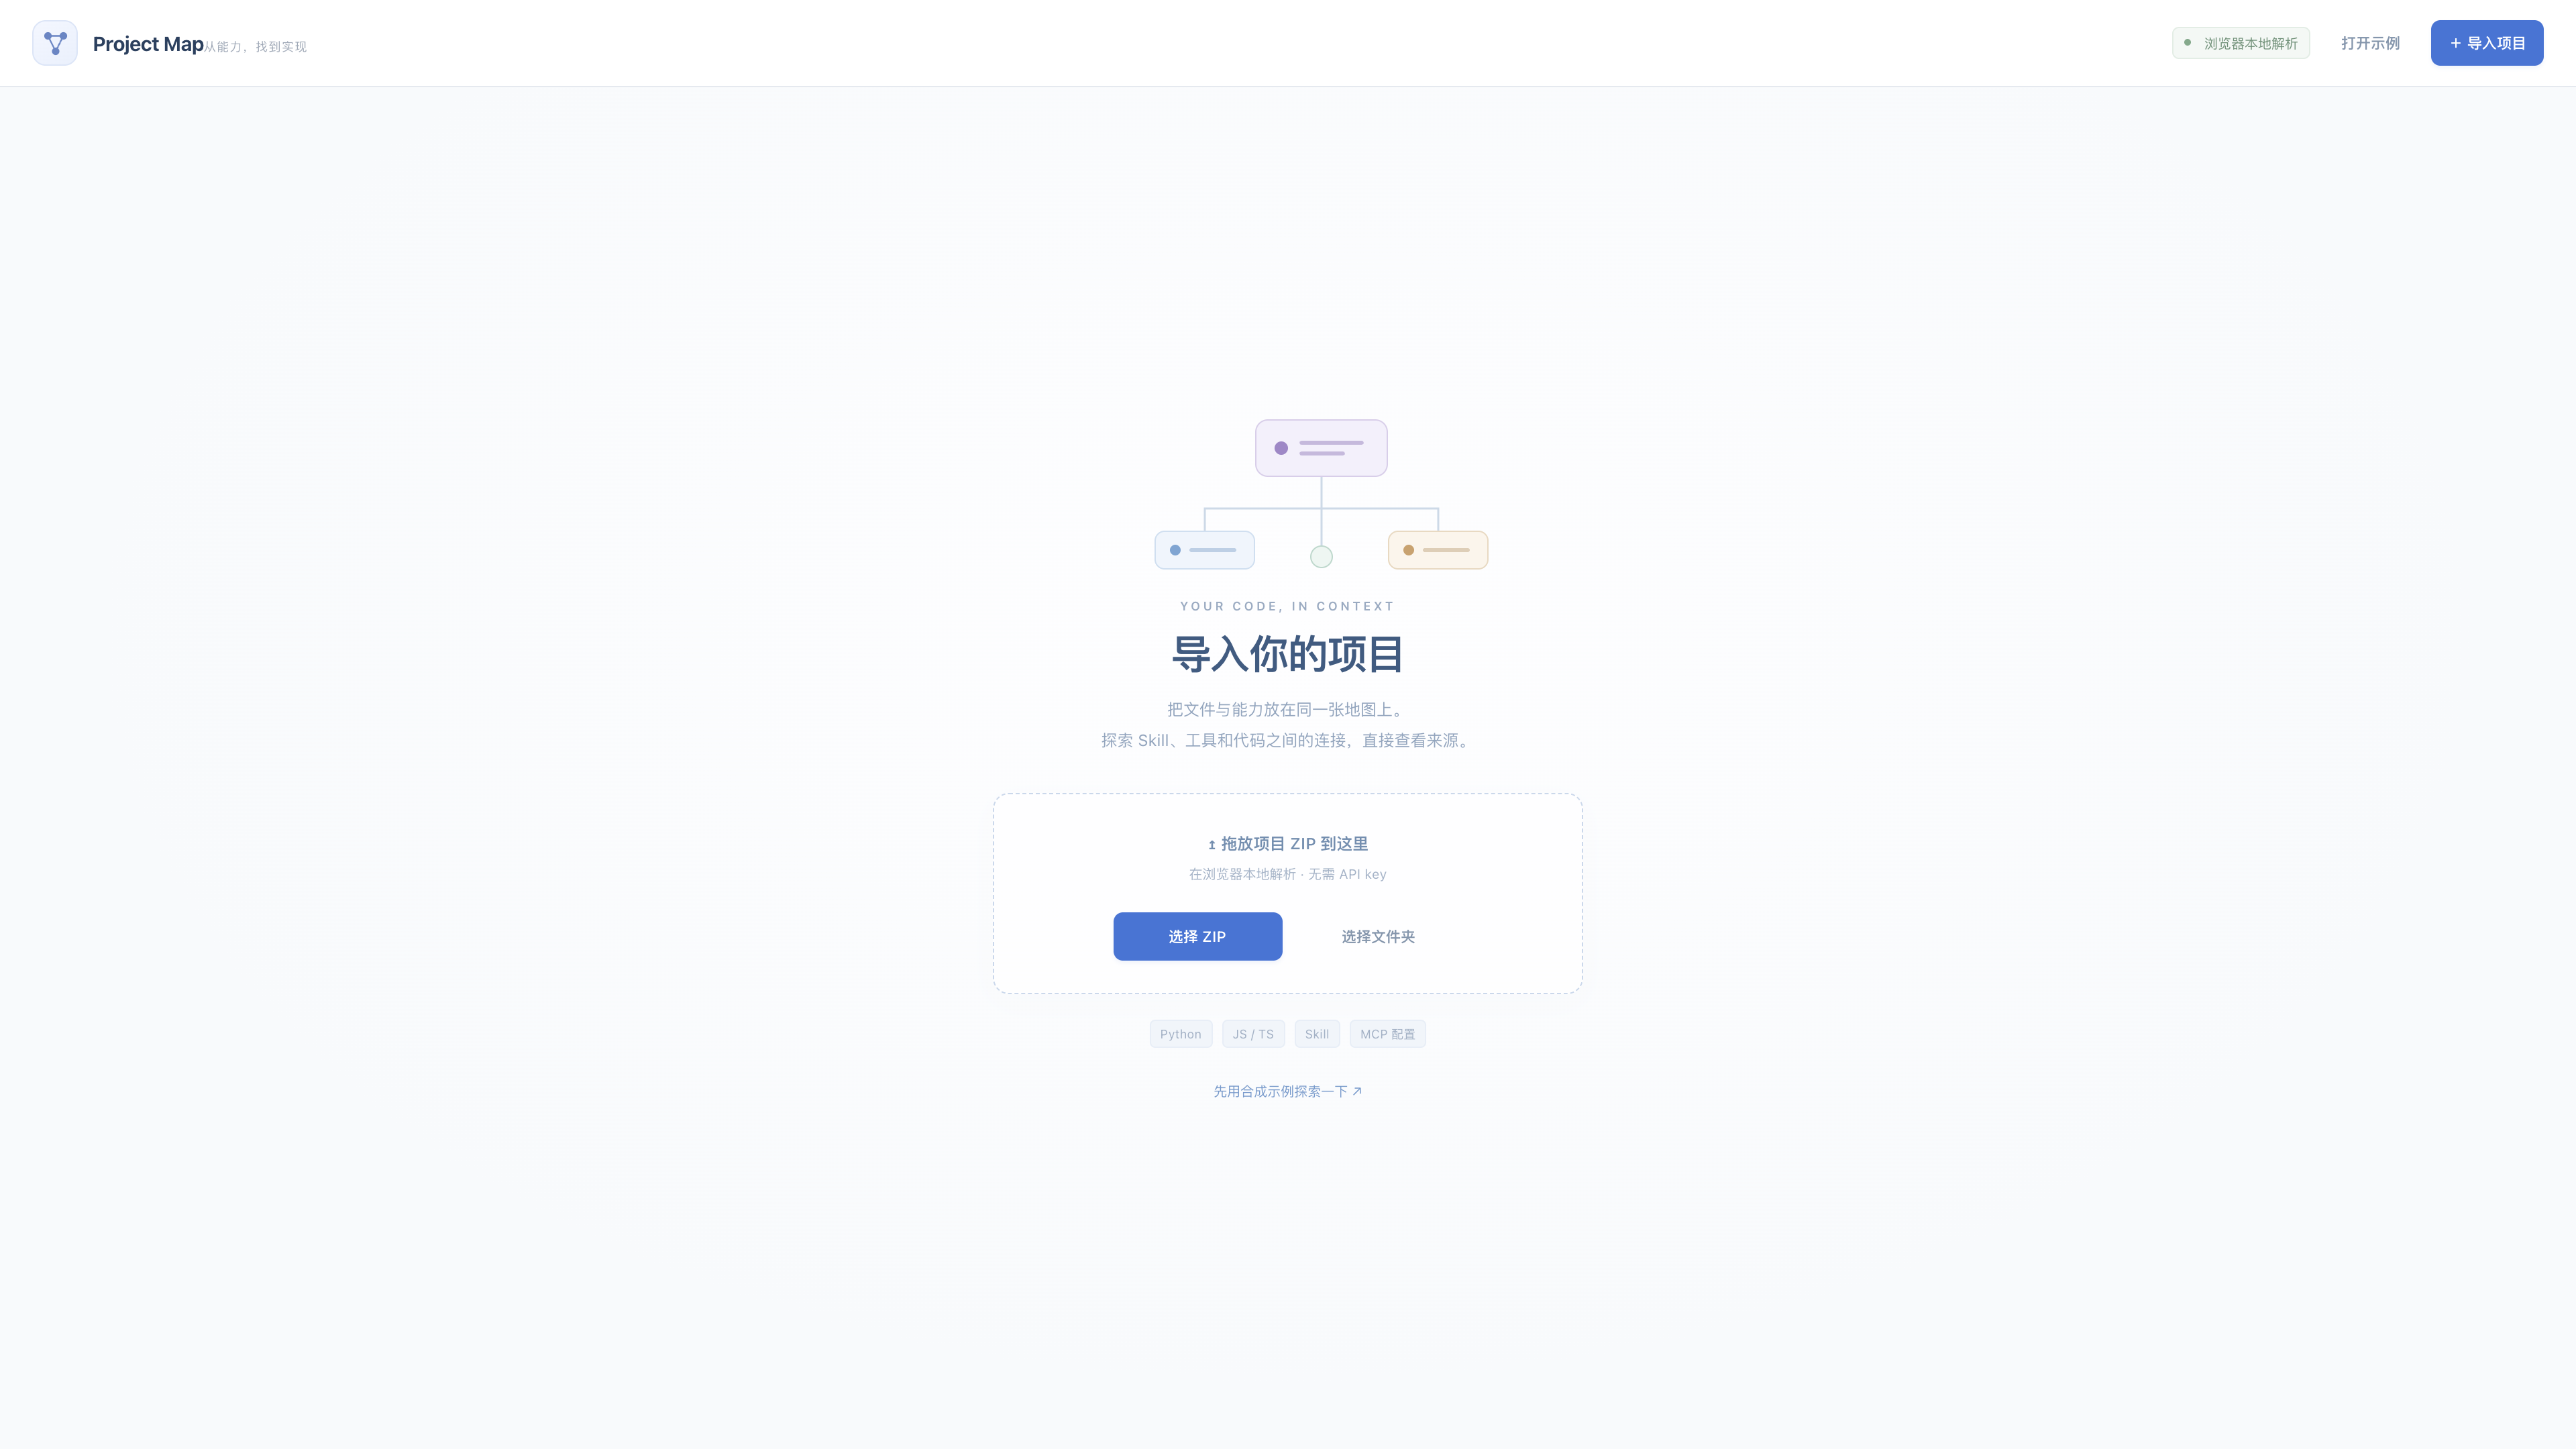 Project Map从能力，找到实现
浏览器本地解析
打开示例
+ 导入项目
YOUR CODE, IN CONTEXT
导入你的项目
把文件与能力放在同一张地图上。
探索 Skill、工具和代码之间的连接，直接查看来源。
↥ 拖放项目 ZIP 到这里
在浏览器本地解析 · 无需 API key
选择 ZIP
选择文件夹
Python
JS / TS
Skill
MCP 配置
先用合成示例探索一下 ↗